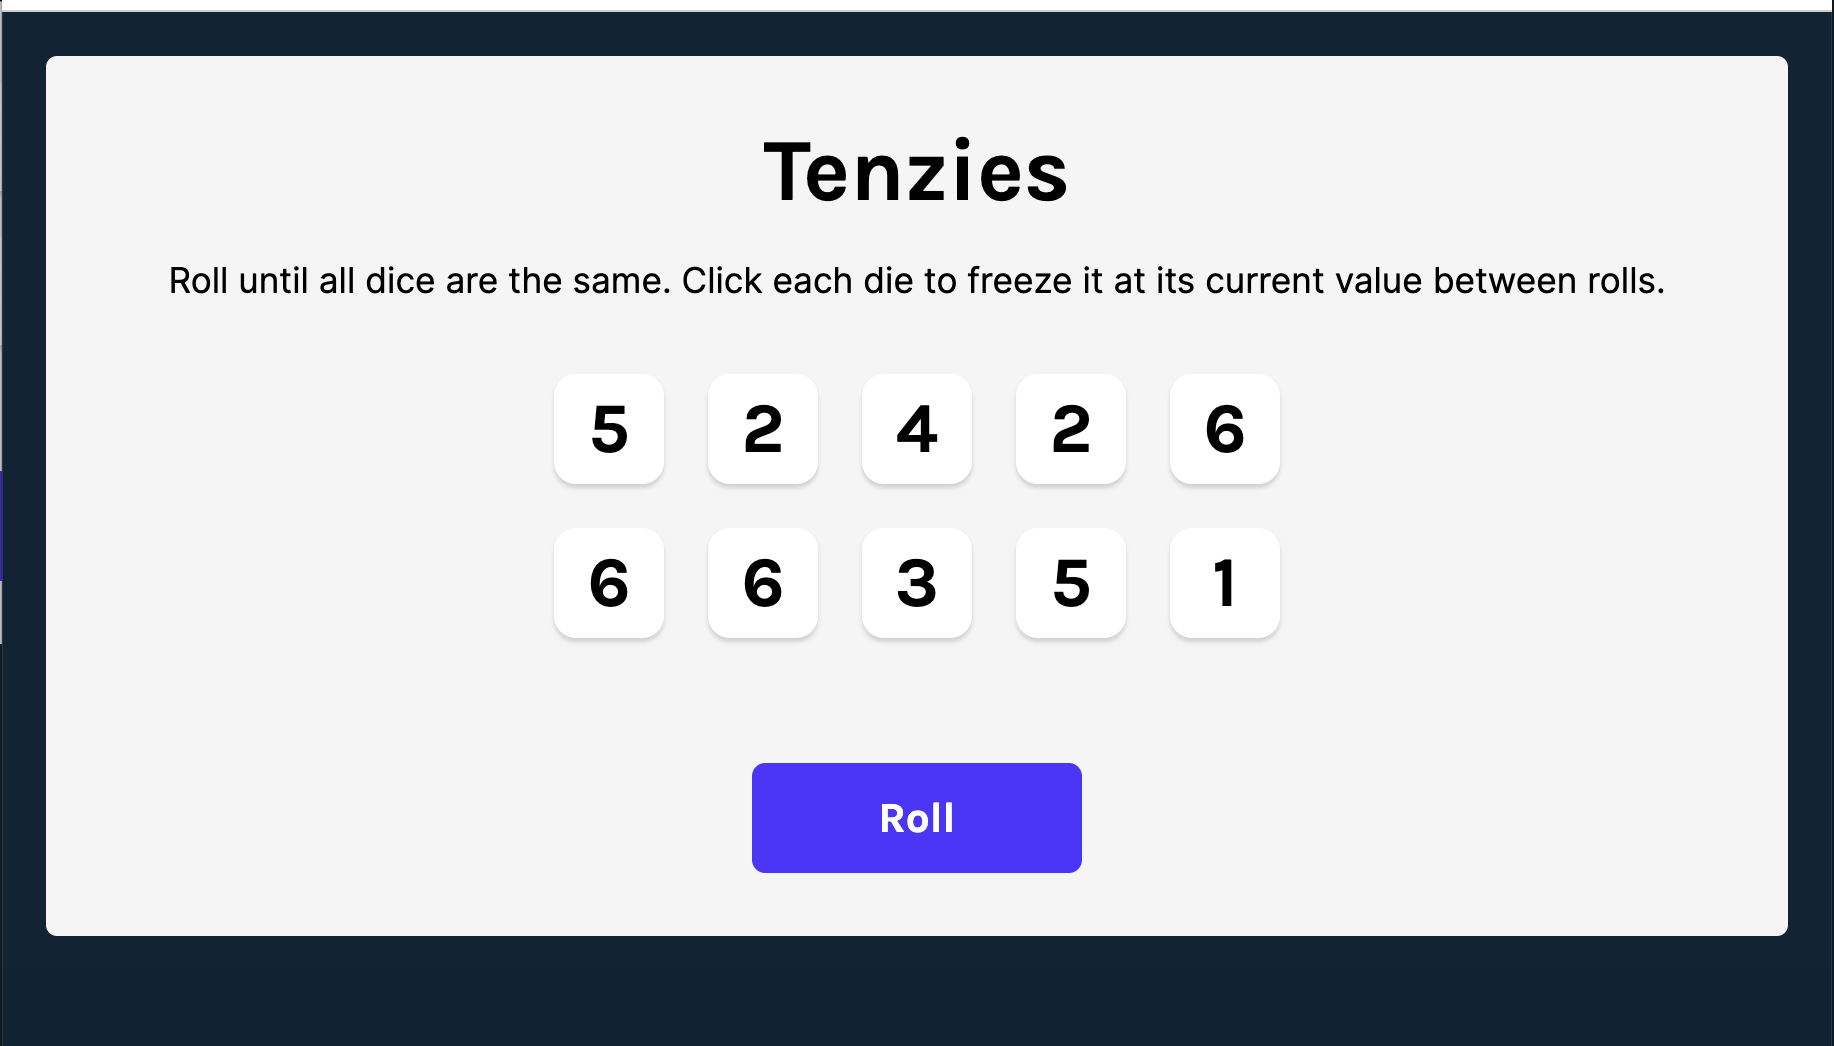 Tenzies
Roll until all dice are the same. Click each die to freeze it at its current value between rolls.
5 2 4 2 6
6 6 3 5 1
Roll